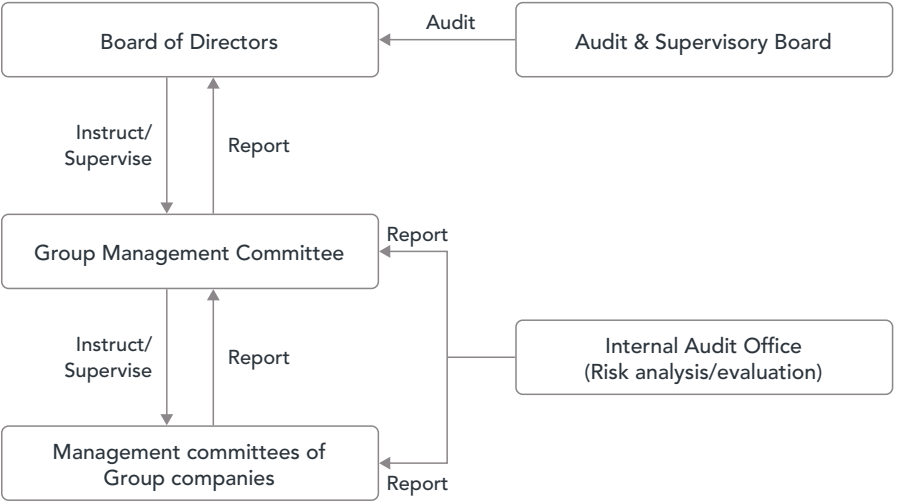 Board of Directors
Audit
Audit & Supervisory Board
Instruct/
Supervise
Report
Group Management Committee
Report
Instruct/
Supervise
Report
Internal Audit Office
(Risk analysis/evaluation)
Management committees of
Group companies
Report